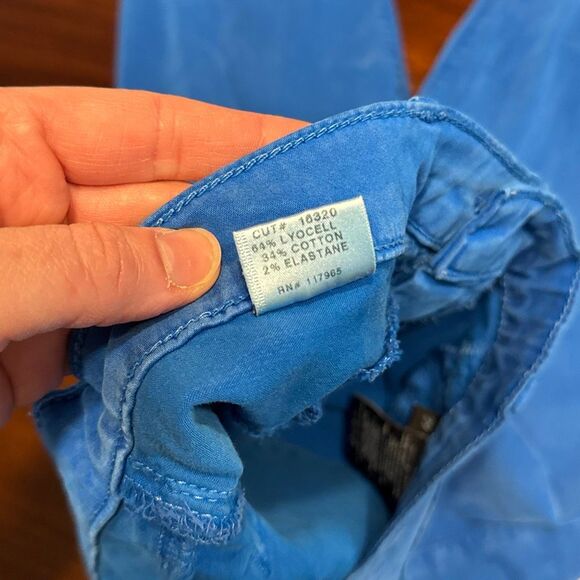 CUT# 16320
64% LYOCELL
34% COTTON
2% ELASTANE
RN# 117965